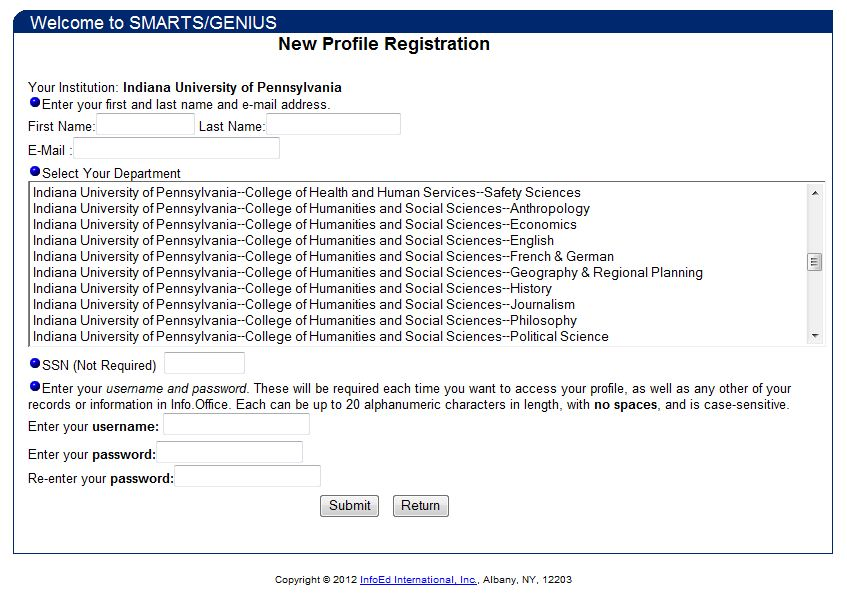 Welcome to SMARTS/GENIUS
New Profile Registration
Your Institution: Indiana University of Pennsylvania
Enter your first and last name and e-mail address.
First Name: Last Name:
E-Mail :
Select Your Department
Indiana University of Pennsylvania--College of Health and Human Services--Safety Sciences
Indiana University of Pennsylvania--College of Humanities and Social Sciences--Anthropology
Indiana University of Pennsylvania--College of Humanities and Social Sciences--Economics
Indiana University of Pennsylvania--College of Humanities and Social Sciences--English
Indiana University of Pennsylvania--College of Humanities and Social Sciences--French & German
Indiana University of Pennsylvania--College of Humanities and Social Sciences--Geography & Regional Planning
Indiana University of Pennsylvania--College of Humanities and Social Sciences--History
Indiana University of Pennsylvania--College of Humanities and Social Sciences--Journalism
Indiana University of Pennsylvania--College of Humanities and Social Sciences--Philosophy
Indiana University of Pennsylvania--College of Humanities and Social Sciences--Political Science
SSN (Not Required)
Enter your username and password. These will be required each time you want to access your profile, as well as any other of your
records or information in Info.Office. Each can be up to 20 alphanumeric characters in length, with no spaces, and is case-sensitive.
Enter your username:
Enter your password:
Re-enter your password:
Submit Return
Copyright © 2012 InfoEd International, Inc., Albany, NY, 12203